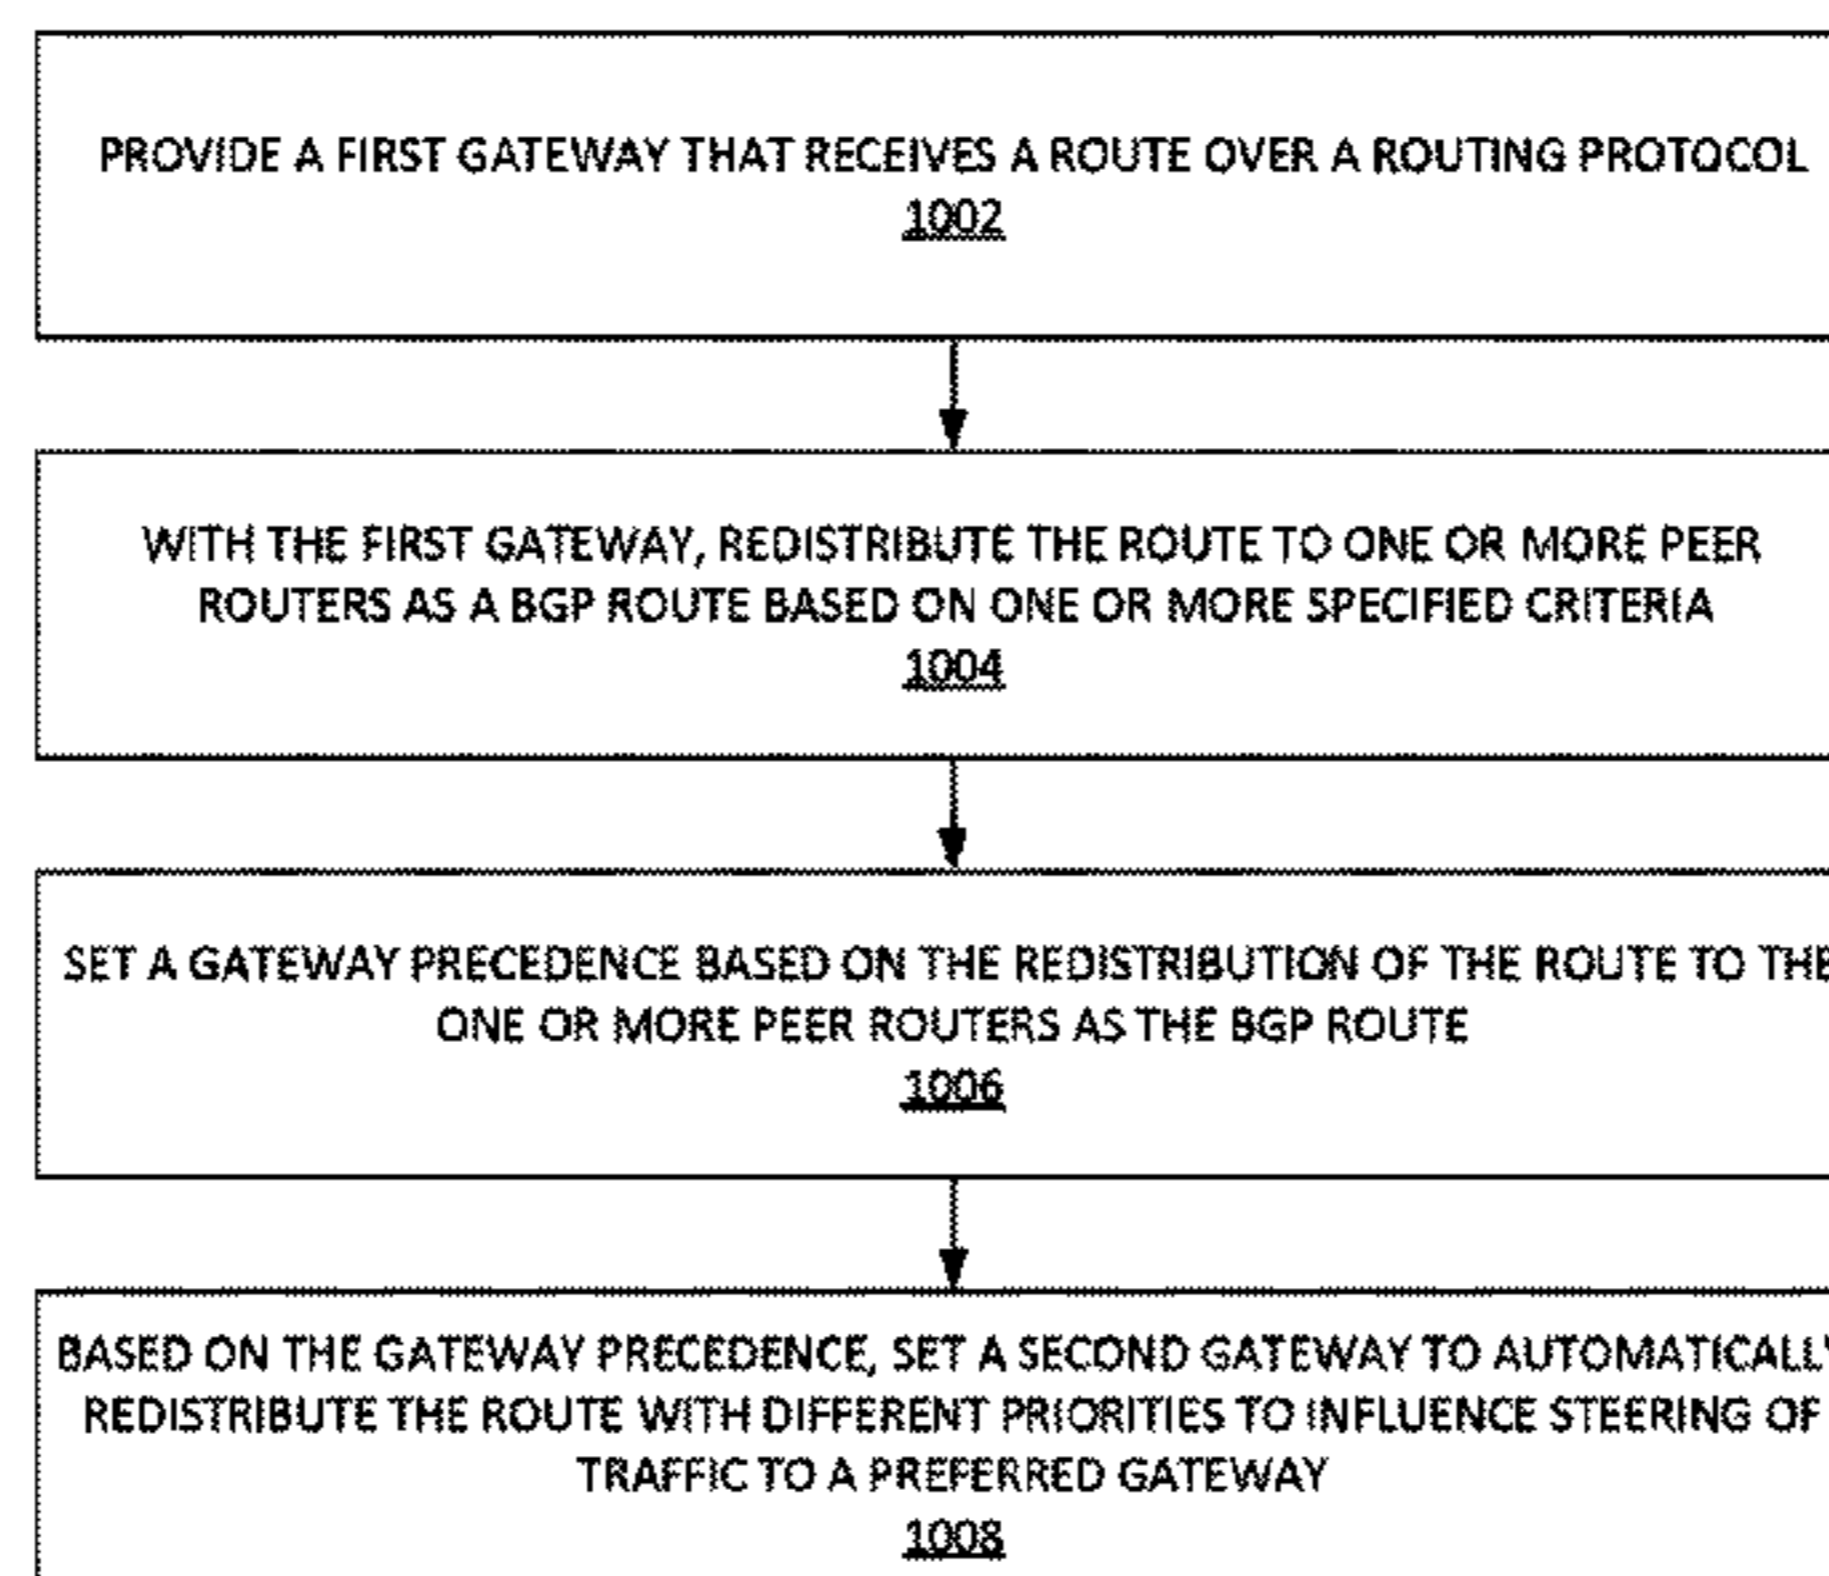 PROVIDE A FIRST GATEWAY THAT RECEIVES A ROUTE OVER A ROUTING PROTOCOL
1002
WITH THE FIRST GATEWAY, REDISTRIBUTE THE ROUTE TO ONE OR MORE PEER
ROUTERS AS A BGP ROUTE BASED ON ONE OR MORE SPECIFIED CRITERIA
1004
SET A GATEWAY PRECEDENCE BASED ON THE REDISTRIBUTION OF THE ROUTE TO THE
ONE OR MORE PEER ROUTERS AS THE BGP ROUTE
1006
BASED ON THE GATEWAY PRECEDENCE, SET A SECOND GATEWAY TO AUTOMATICALLY
REDISTRIBUTE THE ROUTE WITH DIFFERENT PRIORITIES TO INFLUENCE STEERING OF
TRAFFIC TO A PREFERRED GATEWAY
1008